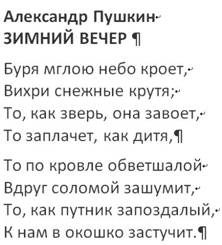 Александр Пушкин
ЗИМНИЙ ВЕЧЕР ¶
Буря мглою небо кроет,
Вихри снежные крутя;
То, как зверь, она завоет,
То заплачет, как дитя,¶
То по кровле обветшалой
Вдруг соломой зашумит,
То, как путник запоздалый,
К нам в окошко застучит.¶